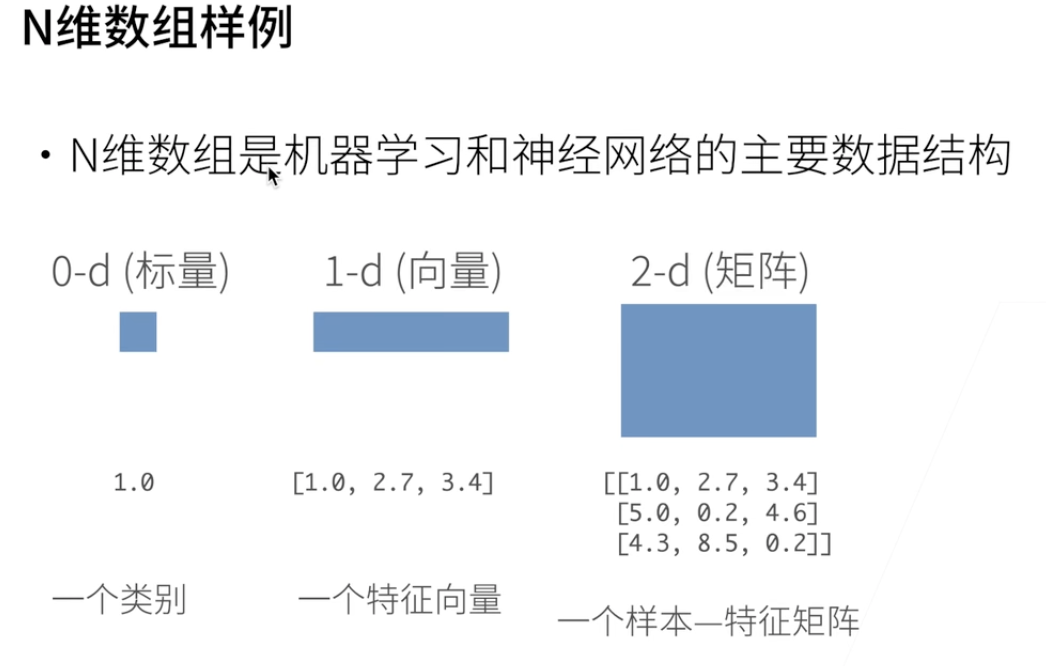 N维数组样例
• N维数组是机器学习和神经网络的主要数据结构
0-d (标量)
1-d (向量)
2-d (矩阵)
1.0
[1.0, 2.7, 3.4]
[[1.0, 2.7, 3.4]
[5.0, 0.2, 4.6]
[4.3, 8.5, 0.2]]
一个类别
一个特征向量
一个样本—特征矩阵